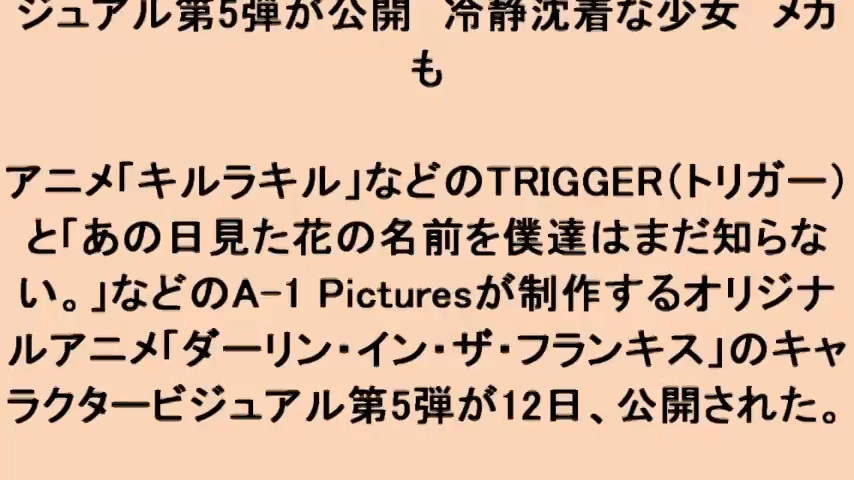 ジュアル第5弾が公開　冷静沈着な少女　メカ
も
アニメ「キルラキル」などのTRIGGER(トリガー)
と「あの日見た花の名前を僕達はまだ知らな
い。」などのA-1 Picturesが制作するオリジナ
ルアニメ「ダーリン・イン・ザ・フランキス」のキャ
ラクタービジュアル第5弾が12日、公開された。